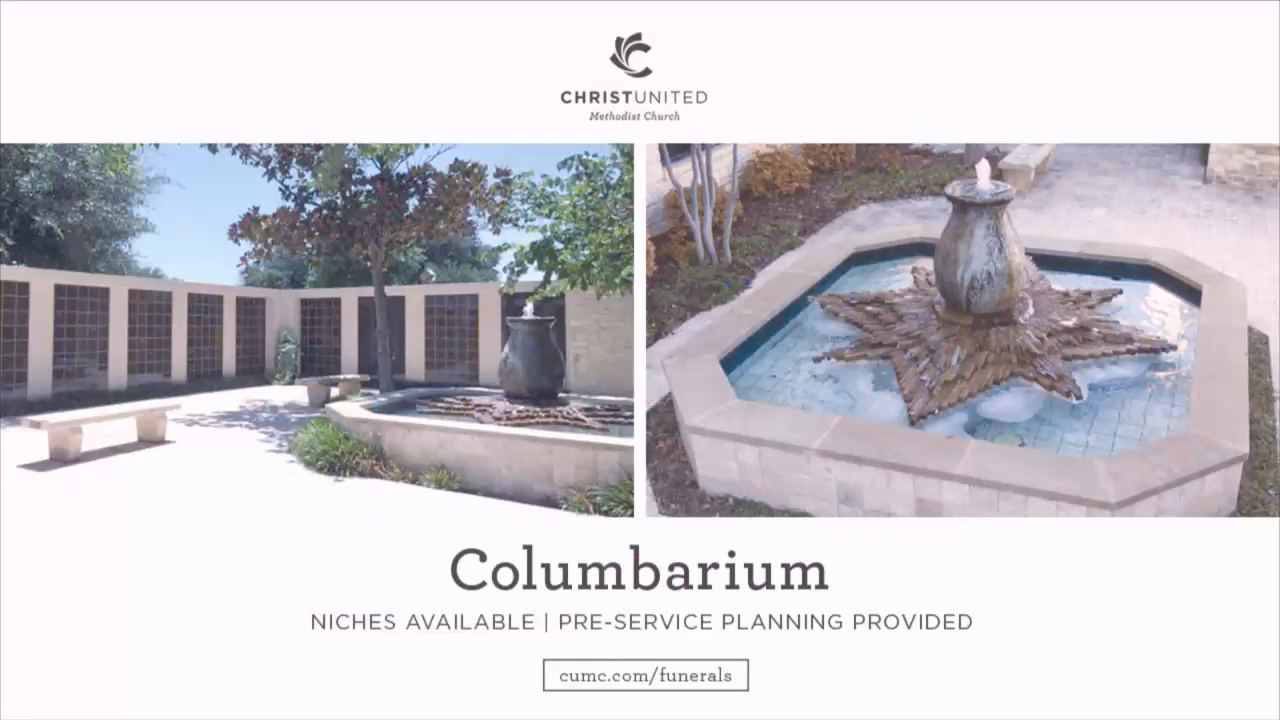 CHRISTUNITED
Methodist Church
Columbarium
NICHES AVAILABLE | PRE-SERVICE PLANNING PROVIDED
cumc.com/funerals